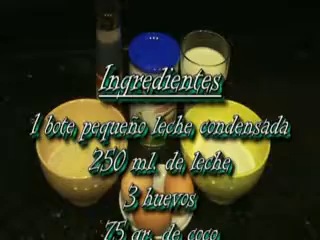 Ingredientes
1 bote pequeño leche condensada
250 ml. de leche
3 huevos
75 gr. de coco